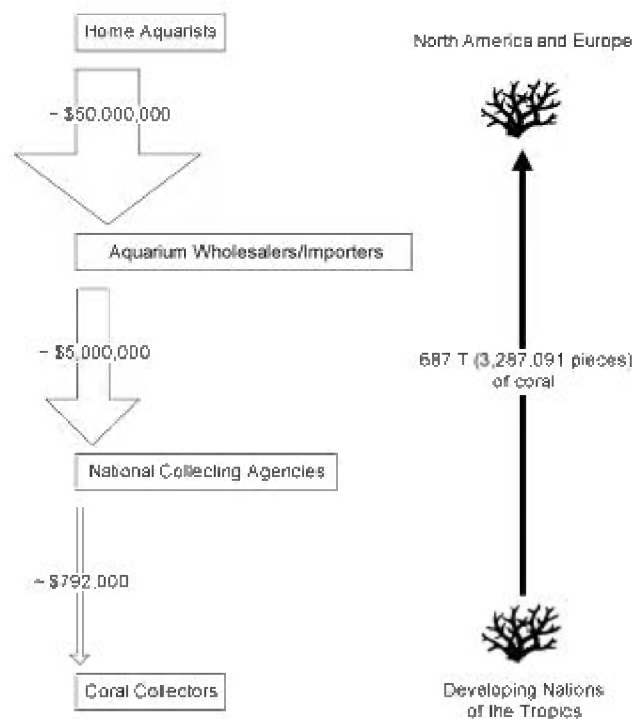 Home Aquarists
North America and Europe
~ $50,000,000
Aquarium Wholesalers/Importers
~ $5,000,000
687 T (3,287,091 pieces)
of coral
National Collecting Agencies
~ $792,000
Coral Collectors
Developing Nations
of the Tropics